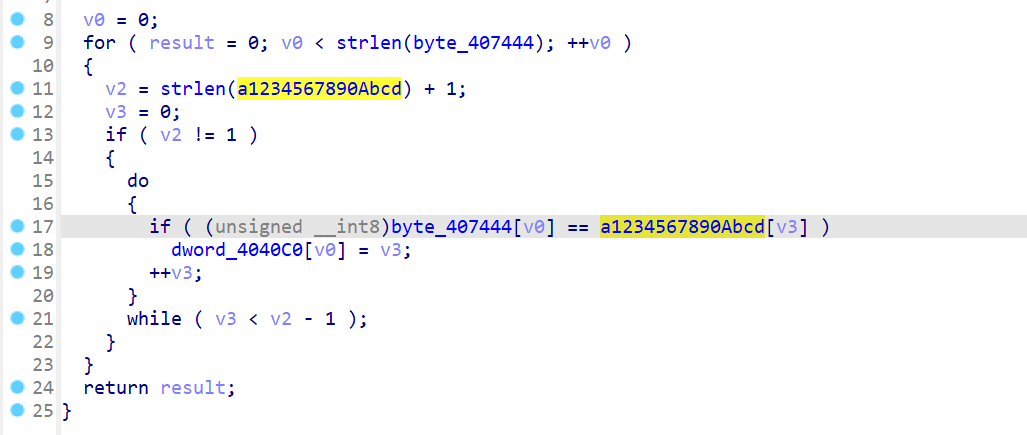 8 v0 = 0;
9 for ( result = 0; v0 < strlen(byte_407444); ++v0 )
10 {
11 v2 = strlen(a1234567890Abcd) + 1;
12 v3 = 0;
13 if ( v2 != 1 )
14 {
15 do
16 {
17 if ( (unsigned __int8)byte_407444[v0] == a1234567890Abcd[v3] )
18 dword_4040C0[v0] = v3;
19 ++v3;
20 }
21 while ( v3 < v2 - 1 );
22 }
23 }
24 return result;
25 }